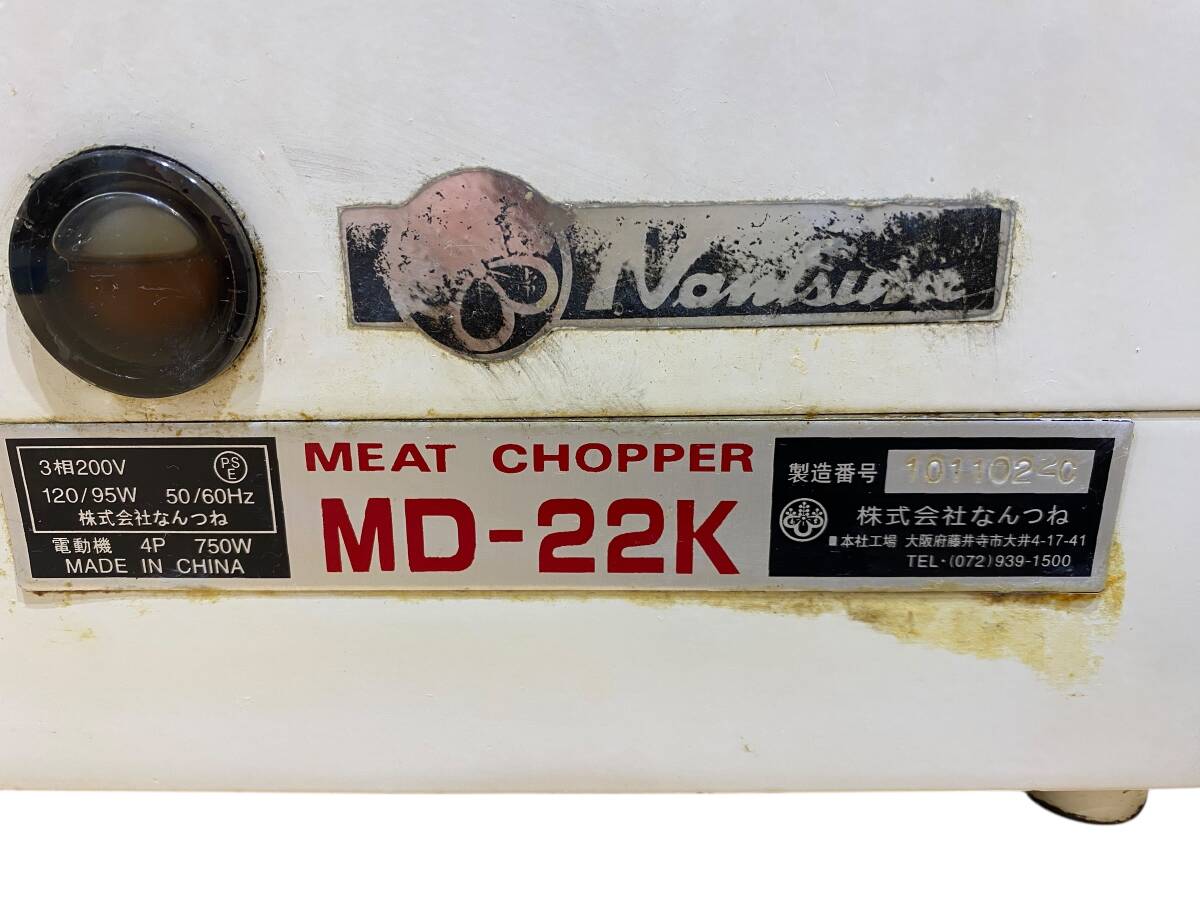 Nantsune
3相200V
PS
E
120/95W 50/60Hz
株式会社なんつね
電動機 4P 750W
MADE IN CHINA
MEAT CHOPPER
MD-22K
製造番号 101102-C
株式会社なんつね
■本社工場 大阪府藤井寺市大井4-17-41
TEL・(072)939-1500